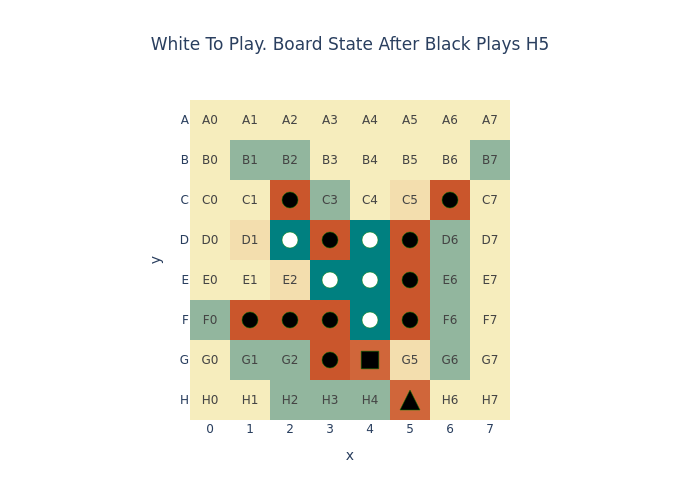 White To Play. Board State After Black Plays H5
A A0 A1 A2 A3 A4 A5 A6 A7
B B0 B1 B2 B3 B4 B5 B6 B7
C C0 C1 C3 C4 C5 C7
D D0 D1 D6 D7
y
E E0 E1 E2 E6 E7
F F0 F6 F7
G G0 G1 G2 G5 G6 G7
H H0 H1 H2 H3 H4 H6 H7
0 1 2 3 4 5 6 7
x